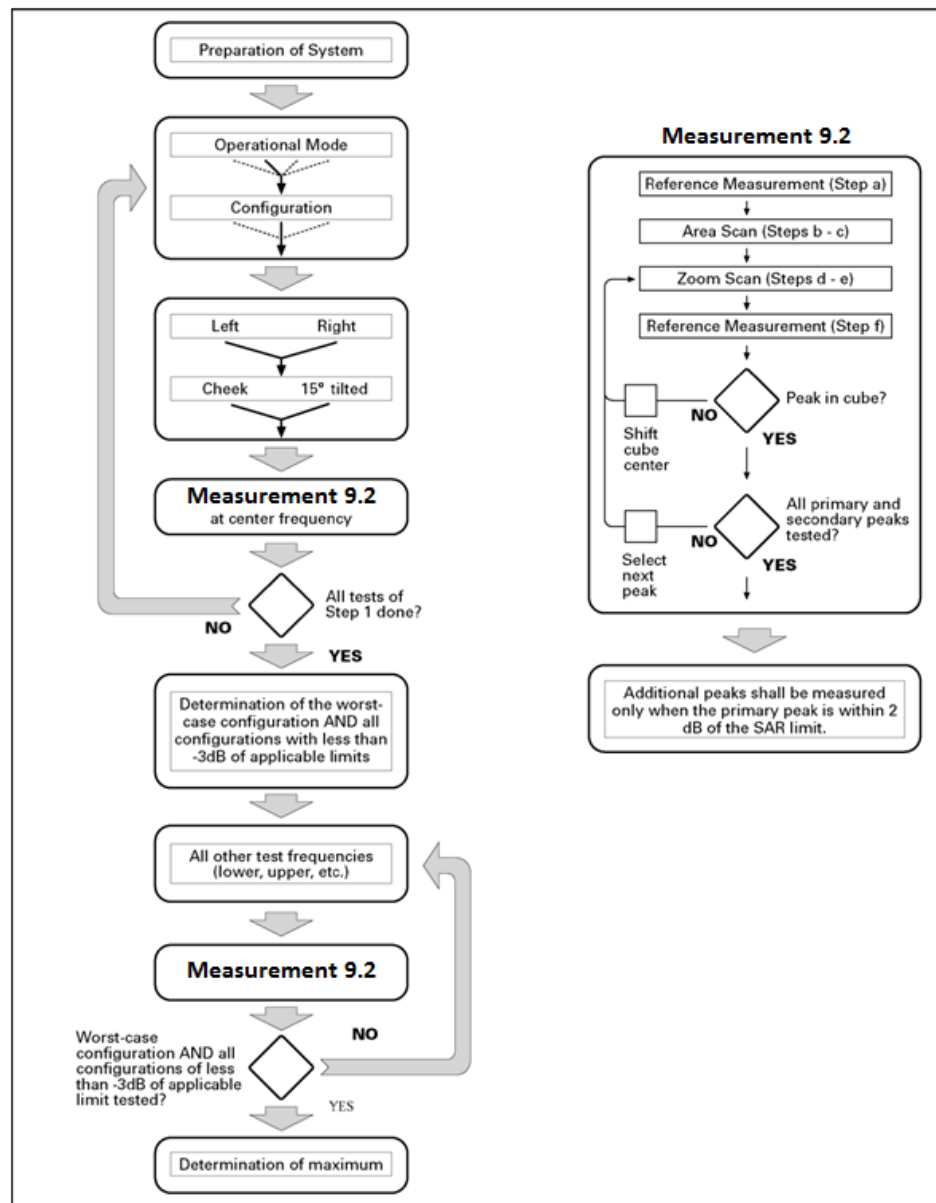 Preparation of System
Operational Mode
Configuration
Left Right
Cheek 15° tilted
Measurement 9.2
at center frequency
All tests of
Step 1 done?
NO
YES
Determination of the worst-
case configuration AND all
configurations with less than
-3dB of applicable limits
All other test frequencies
(lower, upper, etc.)
Measurement 9.2
NO
Worst-case
configuration AND all
configurations of less
than -3dB of applicable
limit tested?
YES
Determination of maximum
Measurement 9.2
Reference Measurement (Step a)
Area Scan (Steps b - c)
Zoom Scan (Steps d - e)
Reference Measurement (Step f)
Peak in cube?
NO
YES
Shift
cube
center
All primary and
secondary peaks
tested?
NO
YES
Select
next
peak
Additional peaks shall be measured
only when the primary peak is within 2
dB of the SAR limit.